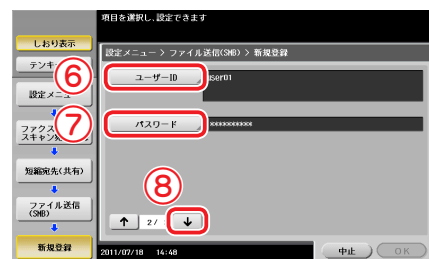 項目を選択し、設定できます
しおり表示
設定メニュー > ファイル送信(SMB) > 新規登録
テンキ
⑥
ユーザーID
user01
設定メニュ
⑦
パスワード
**********
ファクス
スキャン
短縮宛先(共有)
⑧
ファイル送信
(SMB)
↑ 2/ ↓
新規登録
2011/07/18 14:48
中止
OK